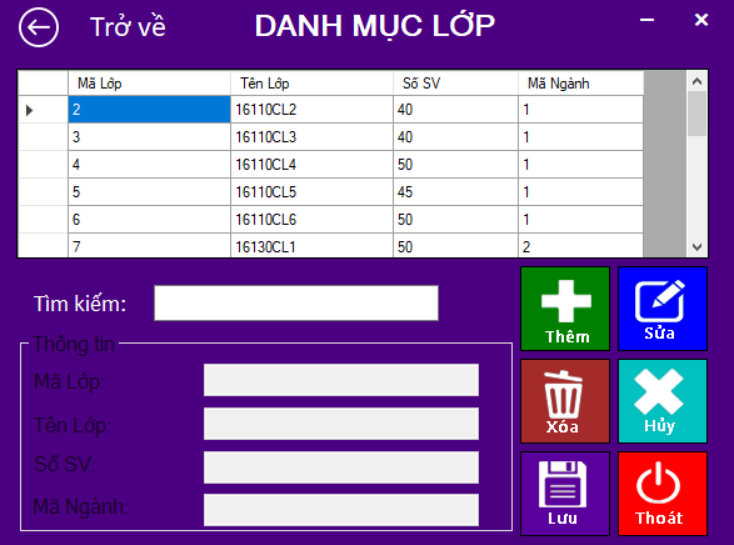 Trở về DANH MỤC LỚP
Mã Lớp Tên Lớp Số SV Mã Ngành
2 16110CL2 40 1
3 16110CL3 40 1
4 16110CL4 50 1
5 16110CL5 45 1
6 16110CL6 50 1
7 16130CL1 50 2
Tìm kiếm:
Thêm Sửa
Thông tin
Mã Lớp:
Tên Lớp:
Xóa Hủy
Số SV:
Mã Ngành:
Lưu Thoát